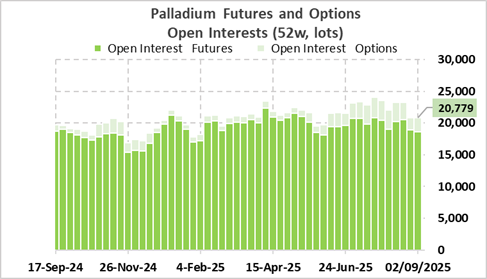 Palladium Futures and Options
Open Interests (52w, lots)
Open Interest Futures Open Interest Options
30,000
25,000
20,779
20,000
15,000
10,000
5,000
0
17-Sep-24 26-Nov-24 4-Feb-25 15-Apr-25 24-Jun-25 02/09/2025